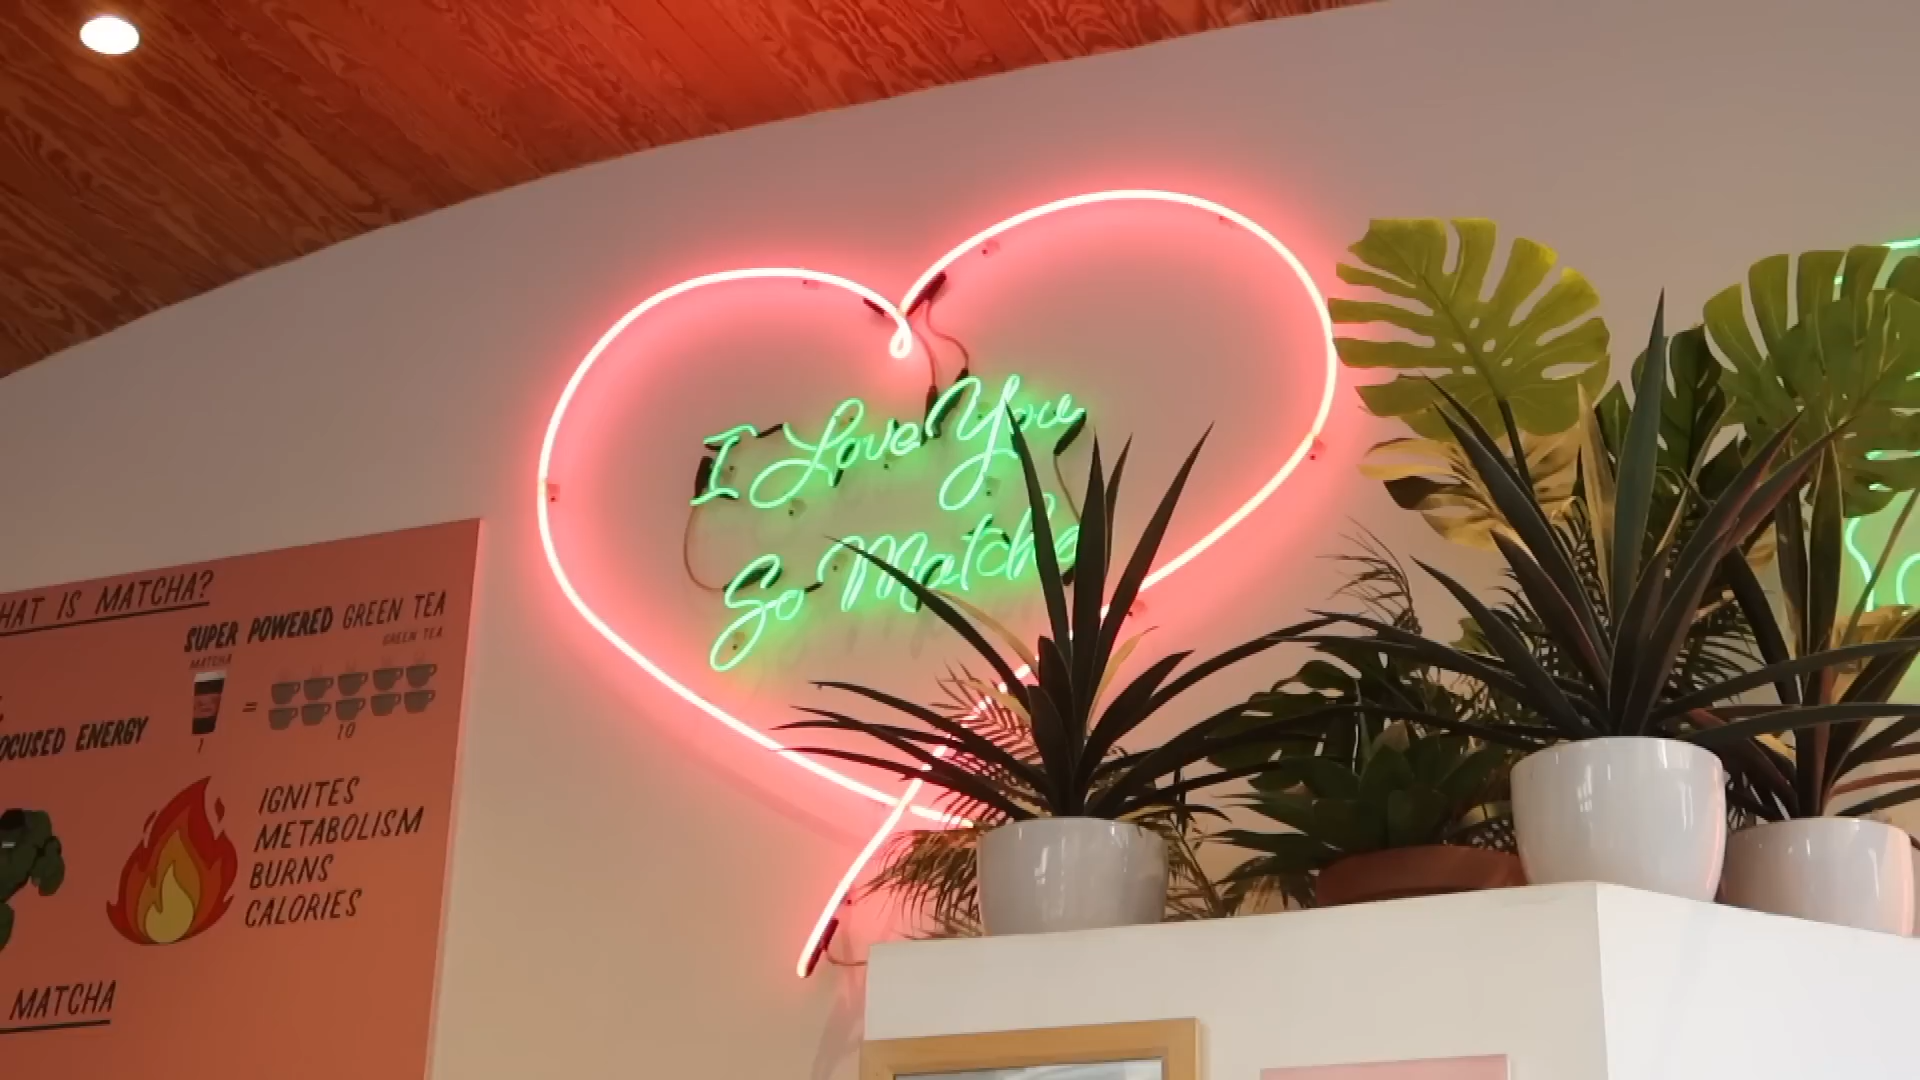 I Love You
So Matcha
HAT IS MATCHA?
SUPER POWERED GREEN TEA
GREEN TEA
MATCHA
=
1
10
OCUSED ENERGY
IGNITES
METABOLISM
BURNS
CALORIES
MATCHA